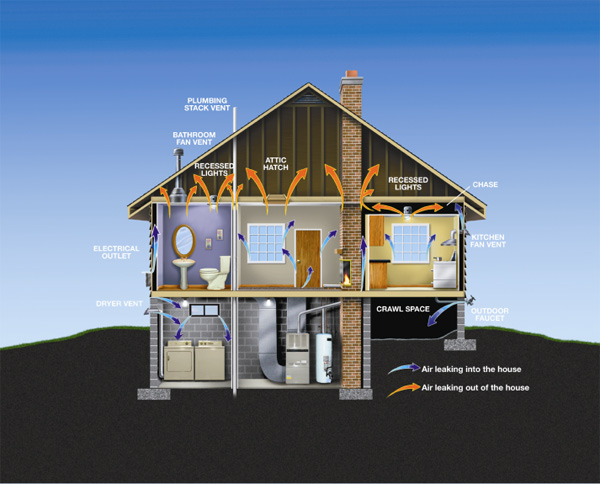 PLUMBING
STACK VENT
BATHROOM
FAN VENT
RECESSED
LIGHTS
ATTIC
HATCH
RECESSED
LIGHTS
CHASE
ELECTRICAL
OUTLET
KITCHEN
FAN VENT
DRYER VENT
CRAWL SPACE
OUTDOOR
FAUCET
Air leaking into the house
Air leaking out of the house